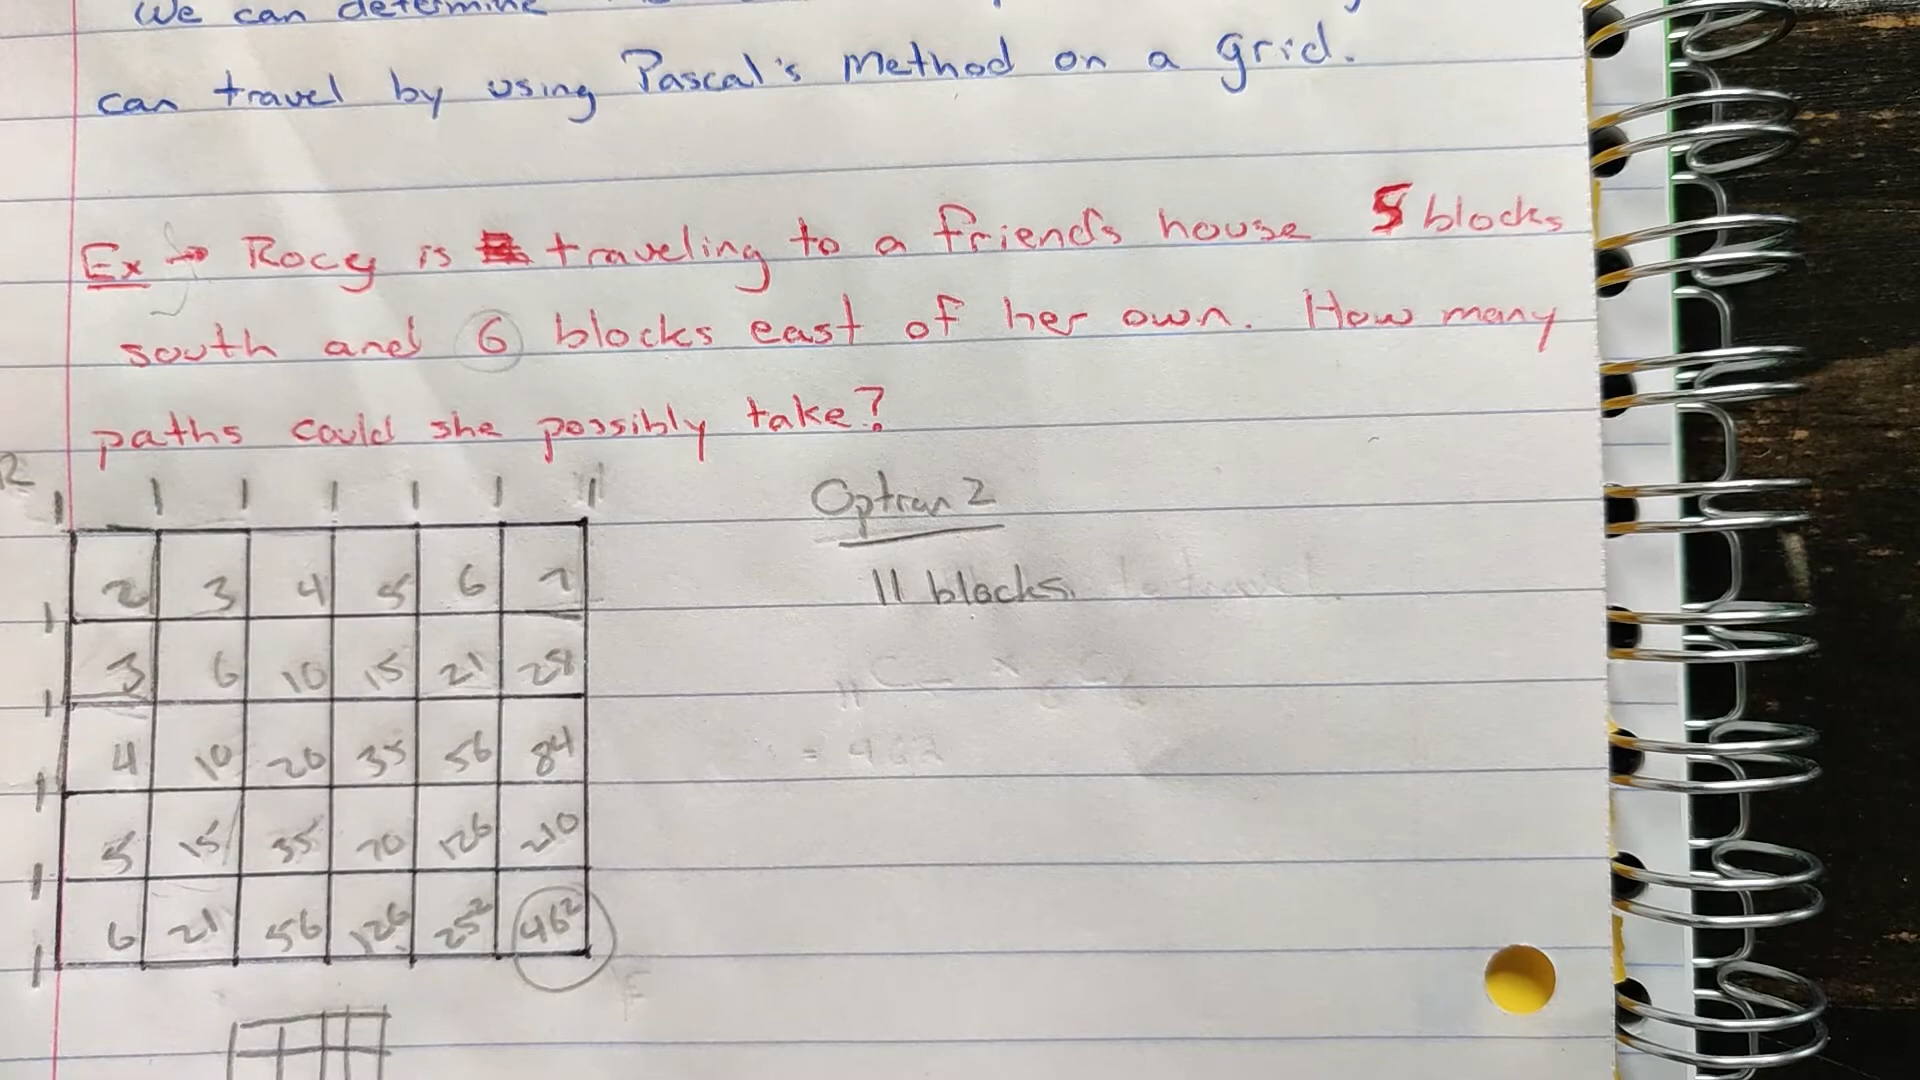 We can determine
can travel by using Pascal's Method on a grid.
Ex → Rocy is traveling to a friends house 5 blocks
south and 6 blocks east of her own. How many
paths could she possibly take?
R
1 1 1 1 1 1 1
2 3 4 5 6 7
1
3 6 10 15 21 28
1
4 10 20 35 56 84
1
5 15 35 70 126 210
1
6 21 56 126 252 462
1
Option 2
11 blocks. to travel
= 462
F